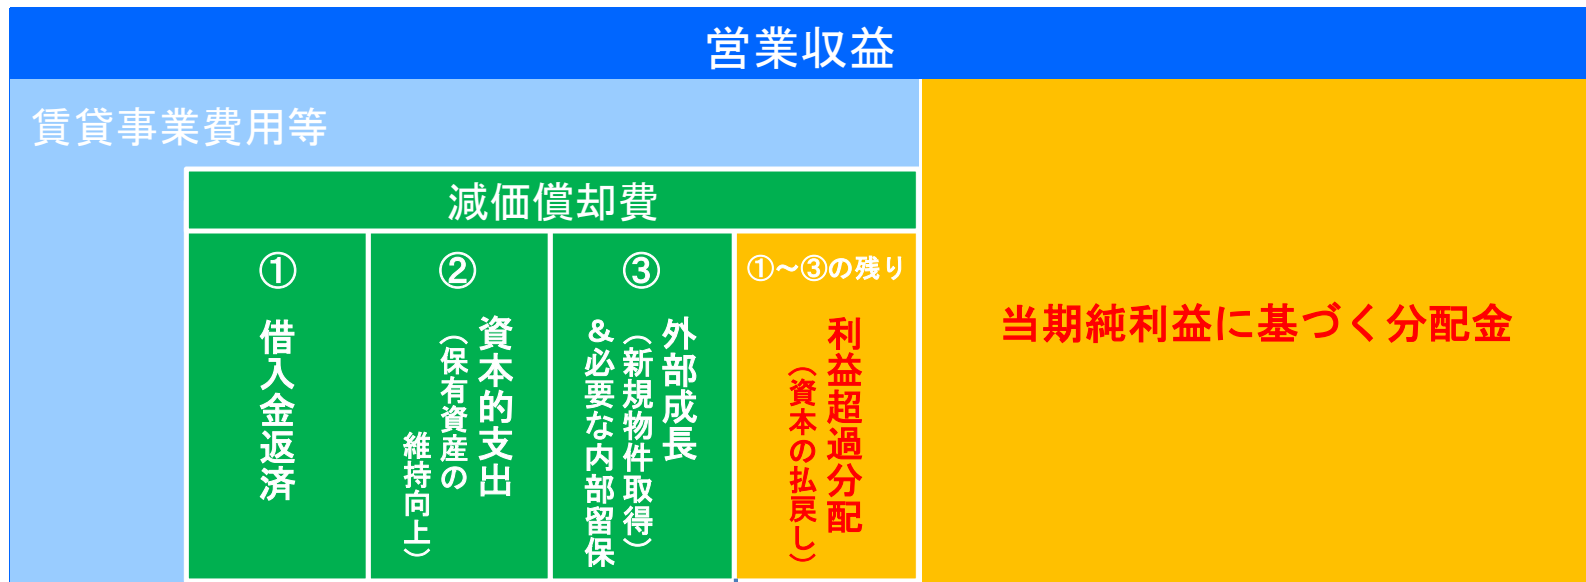 営業収益
賃貸事業費用等
減価償却費
①
借入金返済
②
資本的支出
（保有資産の
維持向上）
③
外部成長
（新規物件取得）
＆必要な内部留保
①～③の残り
利益超過分配
（資本の払戻し）
当期純利益に基づく分配金